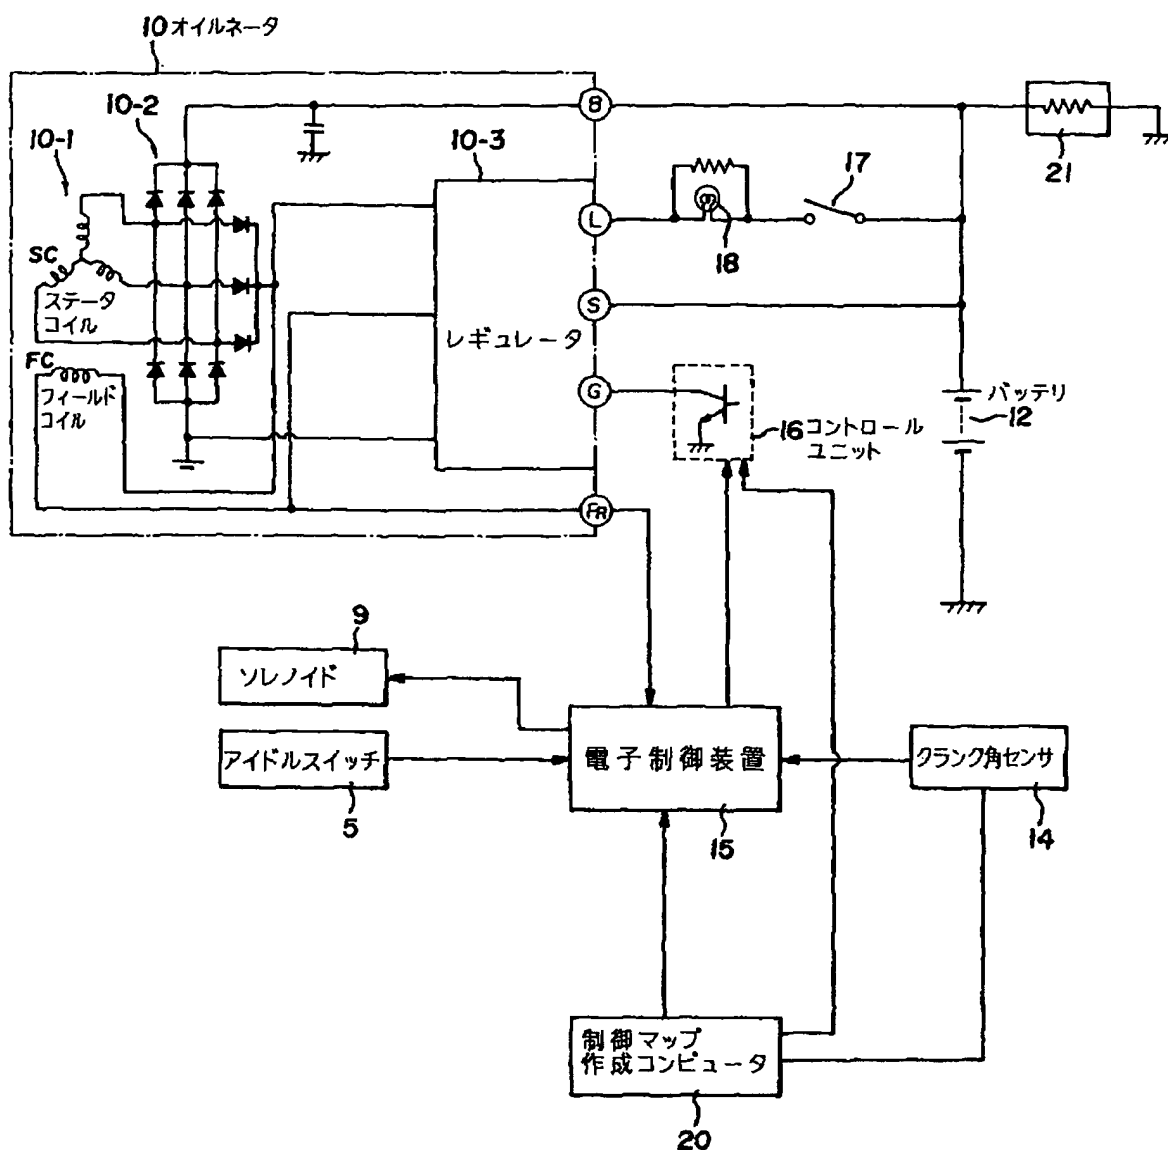 10 オイルネータ
10-2
10-1
10-3
B
21
17
L
18
SC
ステータ
コイル
S
レギュレータ
FC
フィールド
コイル
G
バッテリ
12
16 コントロール
ユニット
FR
9
ソレノイド
アイドルスイッチ
5
電子制御装置
15
クランク角センサ
14
制御マップ
作成コンピュータ
20